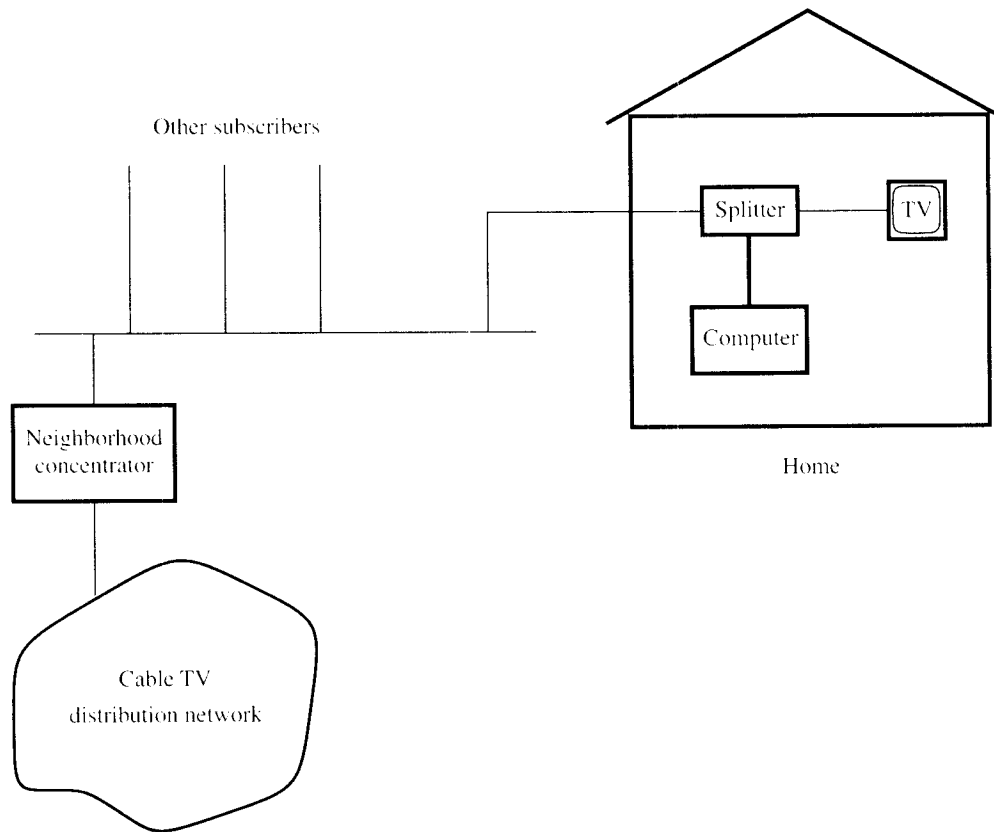 Other subscribers
Splitter
TV
Computer
Neighborhood
concentrator
Home
Cable TV
distribution network